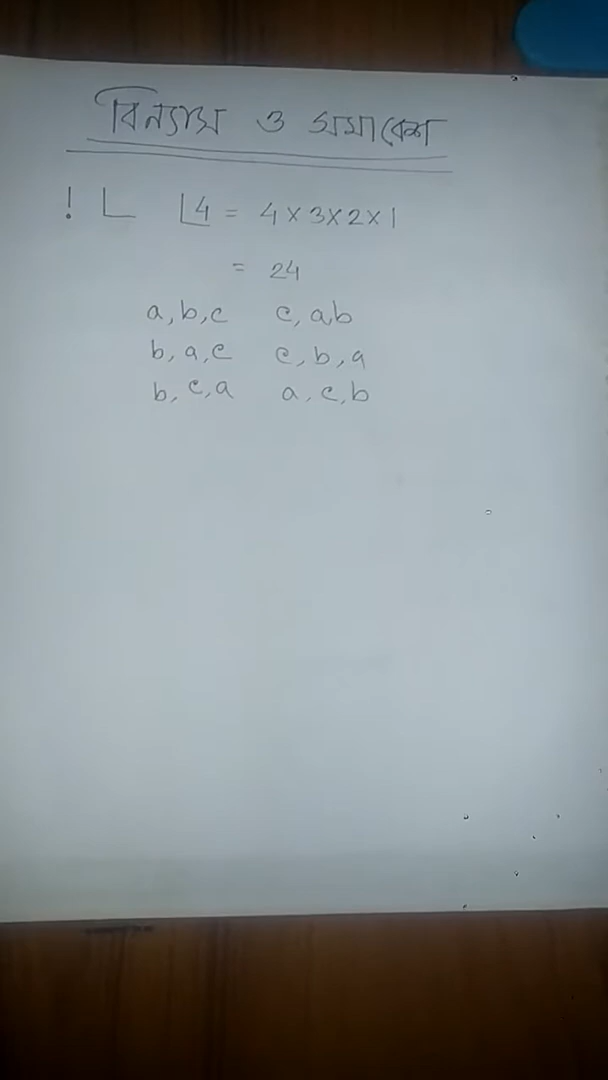 বিন্যাস ও সমাবেশ
! ∟ ⌊4 = 4 × 3 × 2 × 1
= 24
a, b, c c, a b
b, a, c c, b, a
b, c, a a, c, b